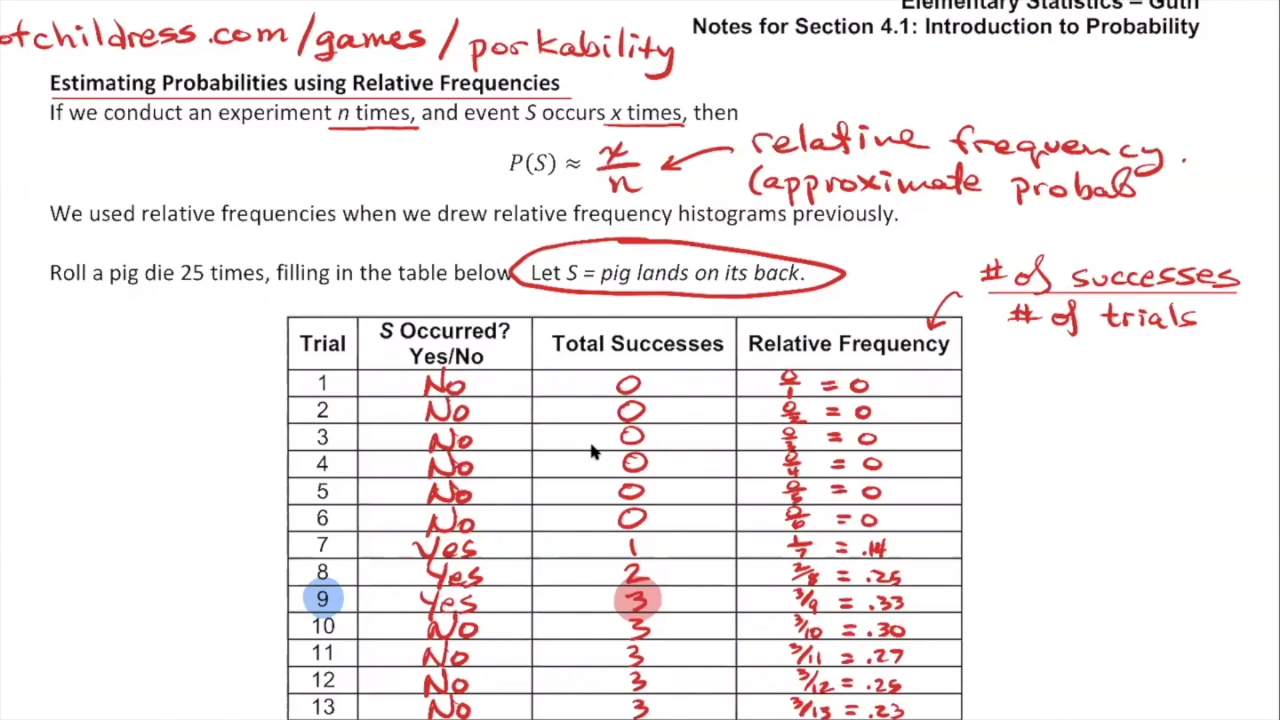 Elementary Statistics – Guth
Notes for Section 4.1: Introduction to Probability
otchildress.com/games/porkability
Estimating Probabilities using Relative Frequencies
If we conduct an experiment n times, and event S occurs x times, then
P(S) ≈ x/n
relative frequency.
(approximate probab
We used relative frequencies when we drew relative frequency histograms previously.
Roll a pig die 25 times, filling in the table below. Let S = pig lands on its back.
# of successes
# of trials
Trial S Occurred? Yes/No Total Successes Relative Frequency
1 No 0 0/1 = 0
2 No 0 0/2 = 0
3 No 0 0/3 = 0
4 No 0 0/4 = 0
5 No 0 0/5 = 0
6 No 0 0/6 = 0
7 Yes 1 1/7 = .14
8 Yes 2 2/8 = .25
9 Yes 3 3/9 = .33
10 No 3 3/10 = .30
11 No 3 3/11 = .27
12 No 3 3/12 = .25
13 No 3 3/13 = .23